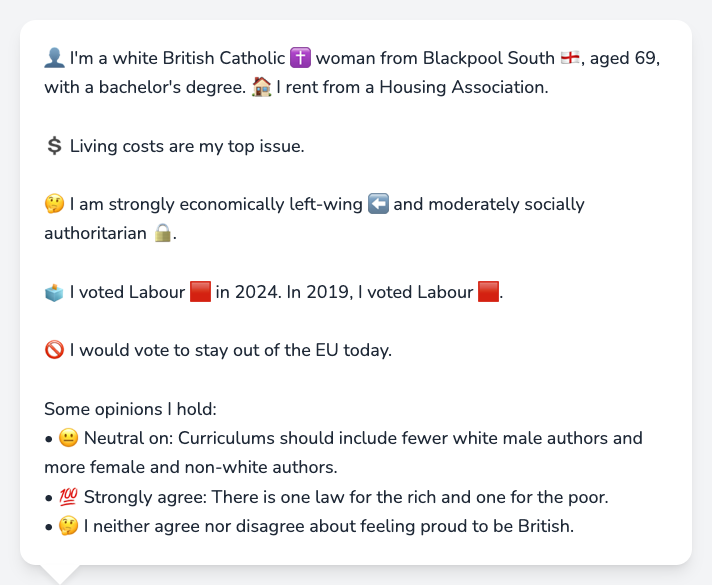 👤 I'm a white British Catholic ✝️ woman from Blackpool South 🏴󠁧󠁢󠁥󠁮󠁧󠁿, aged 69,
with a bachelor's degree. 🏠 I rent from a Housing Association.
💲 Living costs are my top issue.
🤔 I am strongly economically left-wing ⬅️ and moderately socially
authoritarian 🔒.
🗳️ I voted Labour 🟥 in 2024. In 2019, I voted Labour 🟥.
🚫 I would vote to stay out of the EU today.
Some opinions I hold:
• 😐 Neutral on: Curriculums should include fewer white male authors and
more female and non-white authors.
• 💯 Strongly agree: There is one law for the rich and one for the poor.
• 🤔 I neither agree nor disagree about feeling proud to be British.